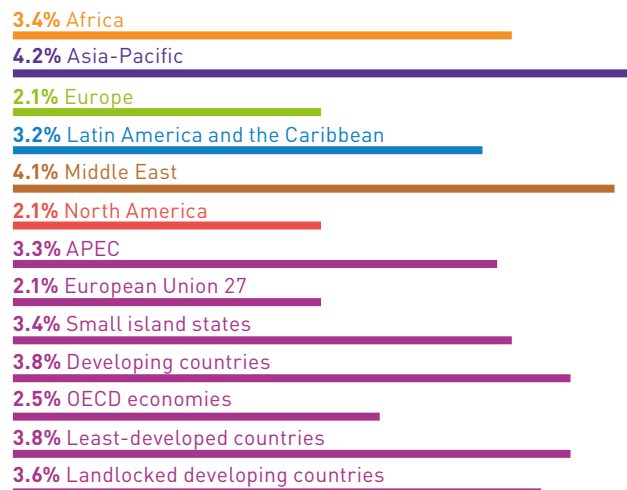 3.4% Africa
4.2% Asia-Pacific
2.1% Europe
3.2% Latin America and the Caribbean
4.1% Middle East
2.1% North America
3.3% APEC
2.1% European Union 27
3.4% Small island states
3.8% Developing countries
2.5% OECD economies
3.8% Least-developed countries
3.6% Landlocked developing countries